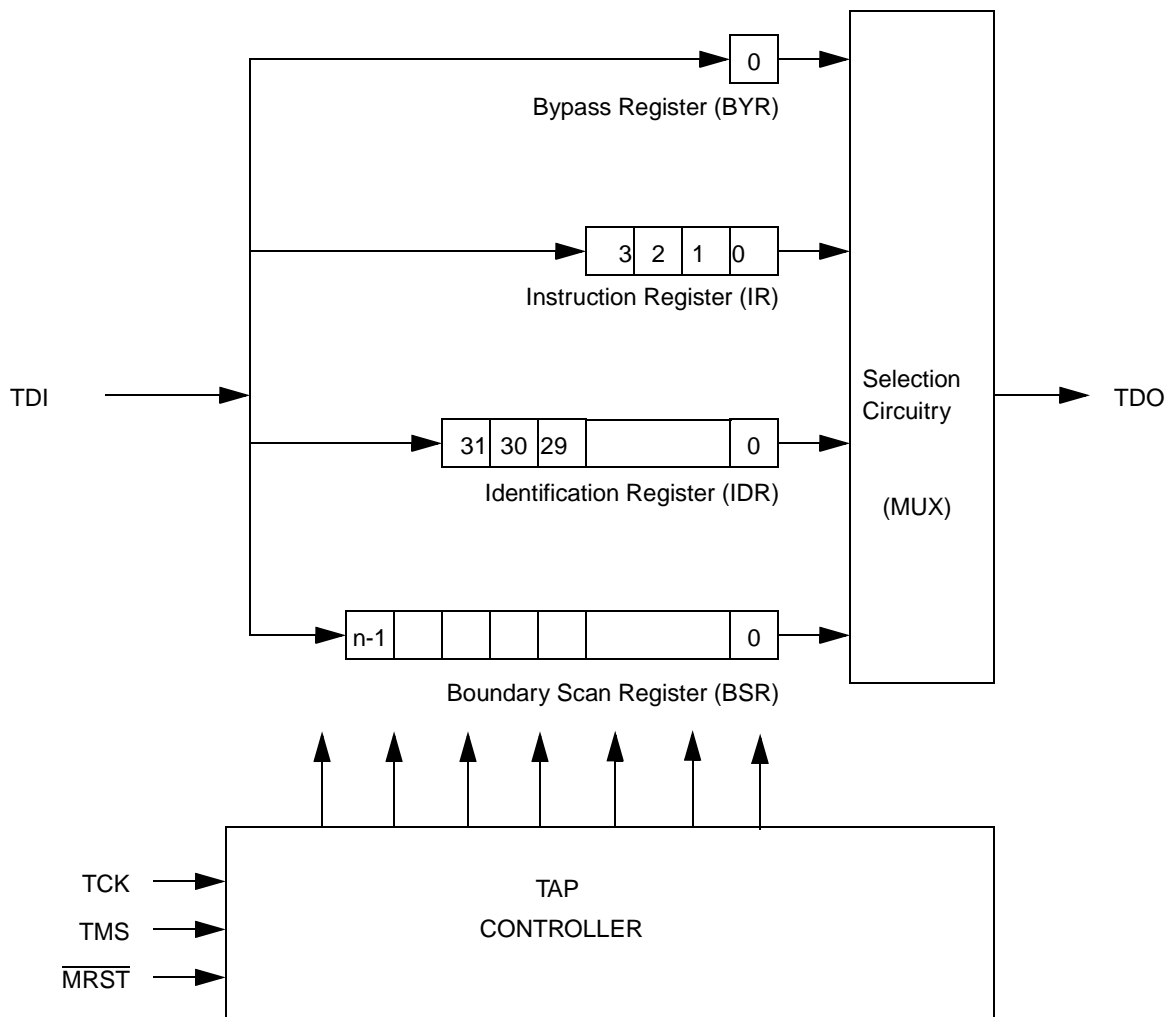 0
Bypass Register (BYR)
3 2 1 0
Instruction Register (IR)
TDI
Selection
Circuitry
(MUX)
TDO
31 30 29 0
Identification Register (IDR)
n-1 0
Boundary Scan Register (BSR)
TCK
TMS
MRST
TAP
CONTROLLER